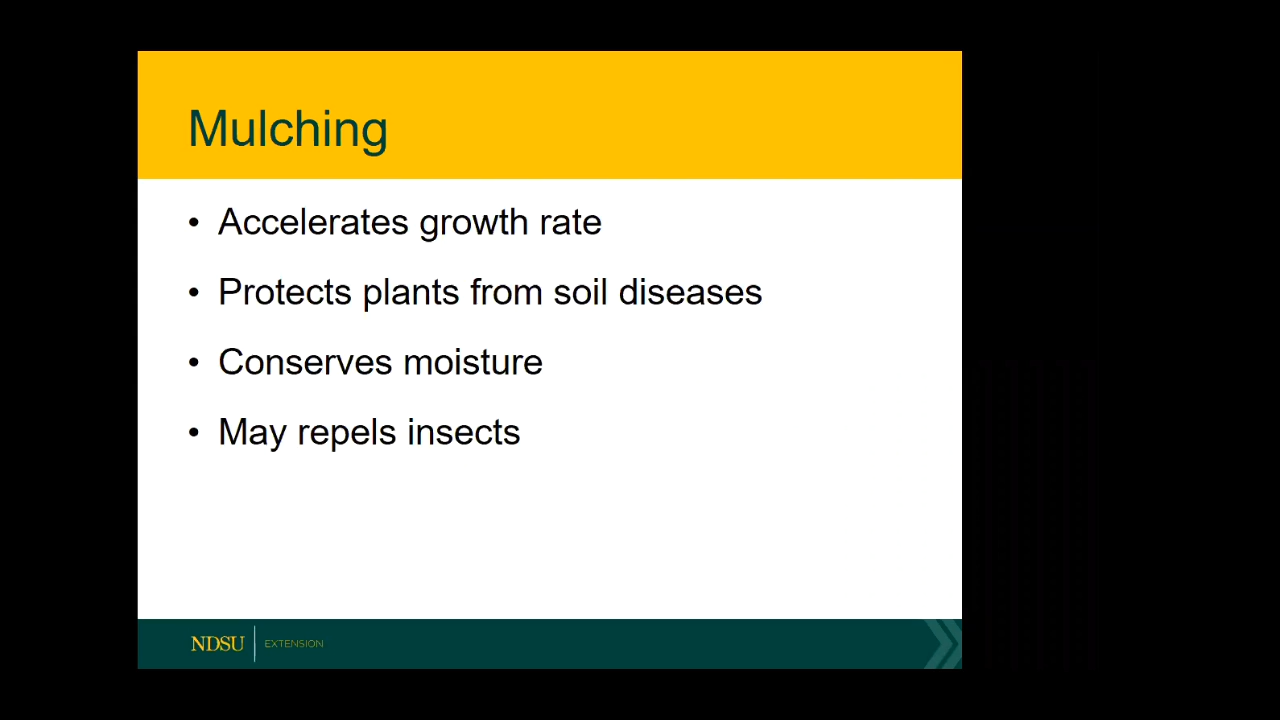 Mulching
• Accelerates growth rate
• Protects plants from soil diseases
• Conserves moisture
• May repels insects
NDSU EXTENSION